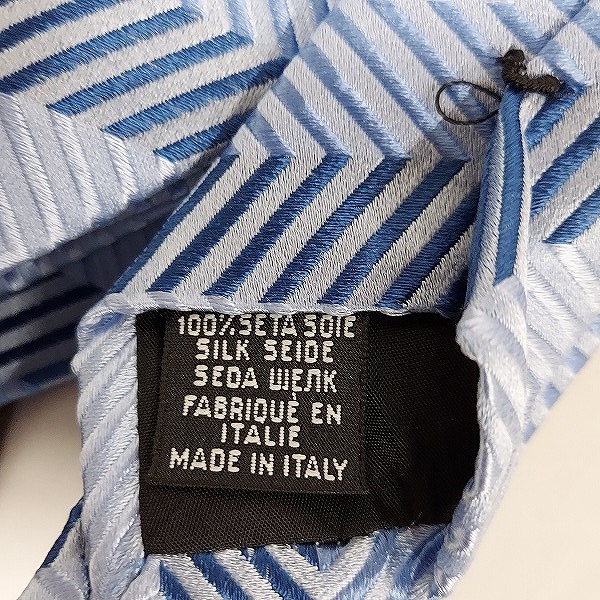 100% SETA SOIE
SILK SEIDE
SEDA ШЕЛК
FABRIQUÉ EN
ITALIE
MADE IN ITALY